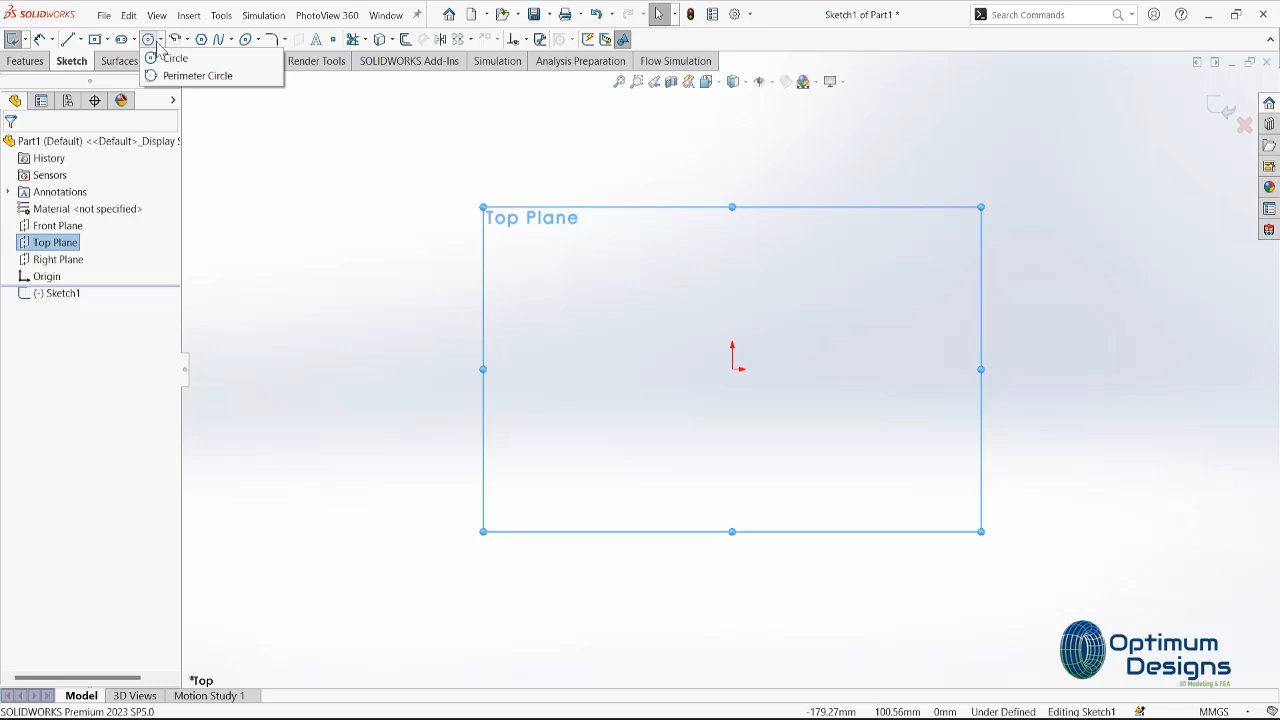 SOLIDWORKS File Edit View Insert Tools Simulation PhotoView 360 Window Sketch1 of Part1 * Search Commands
Features Sketch Surfaces Render Tools SOLIDWORKS Add-Ins Simulation Analysis Preparation Flow Simulation
Circle
Perimeter Circle
Part1 (Default) <<Default>_Display S
History
Sensors
Annotations
Material <not specified>
Front Plane
Top Plane
Right Plane
Origin
(-) Sketch1
Top Plane
*Top
Optimum
Designs
3D Modeling & FEA
Model 3D Views Motion Study 1
SOLIDWORKS Premium 2023 SP5.0 -179.27mm 100.56mm 0mm Under Defined Editing Sketch1 MMGS